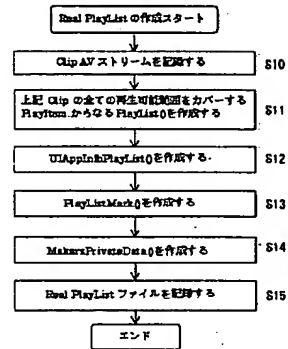 Real PlayList の作成スタート
Clip AV ストリームを記録する
S10
上記 Clip の全ての再生可能範囲をカバーする
PlayItem からなる PlayList()を作成する
S11
UIAppInfoPlayList()を作成する.
S12
PlayListMark()を作成する
S13
MakersPrivateData()を作成する
S14
Real PlayList ファイルを記録する
S15
エンド